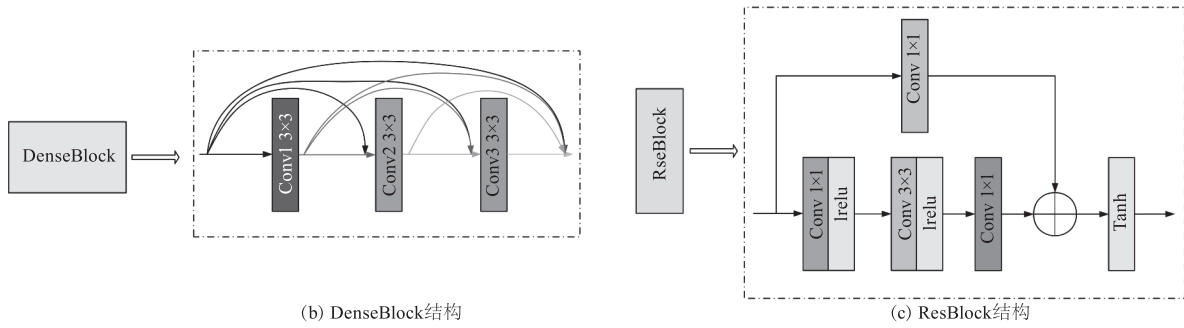 DenseBlock
Conv1 3×3
Conv2 3×3
Conv3 3×3
(b) DenseBlock结构
RseBlock
Conv 1×1
Conv 1×1
lrelu
Conv 3×3
lrelu
Conv 1×1
Tanh
(c) ResBlock结构